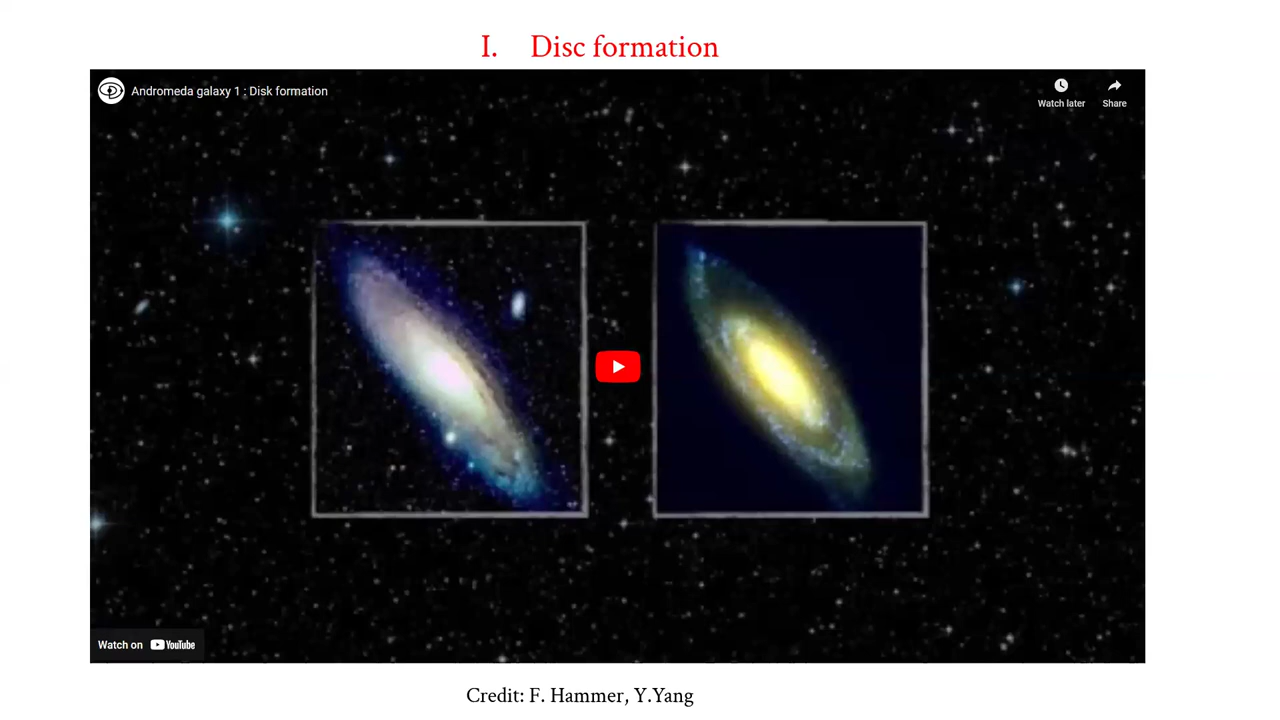 I. Disc formation
Andromeda galaxy 1 : Disk formation
Watch later
Share
Watch on YouTube
Credit: F. Hammer, Y.Yang